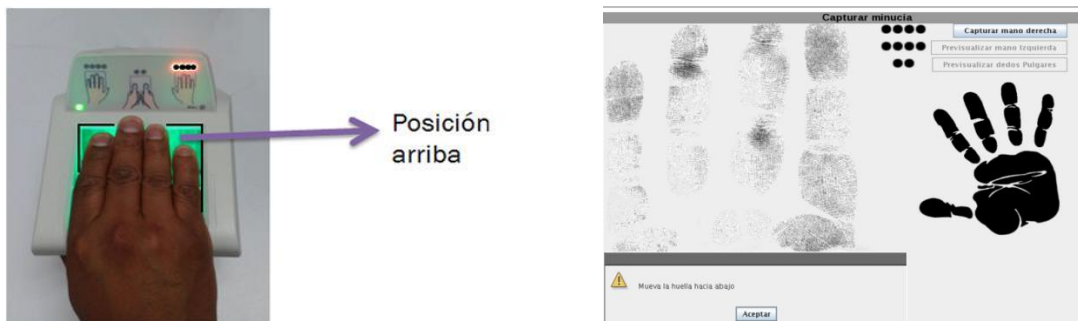 Posición
arriba
Capturar minucia
Capturar mano derecha
Previsualizar mano Izquierda
Previsualizar dedos Pulgares
Mueva la huella hacia abajo
Aceptar